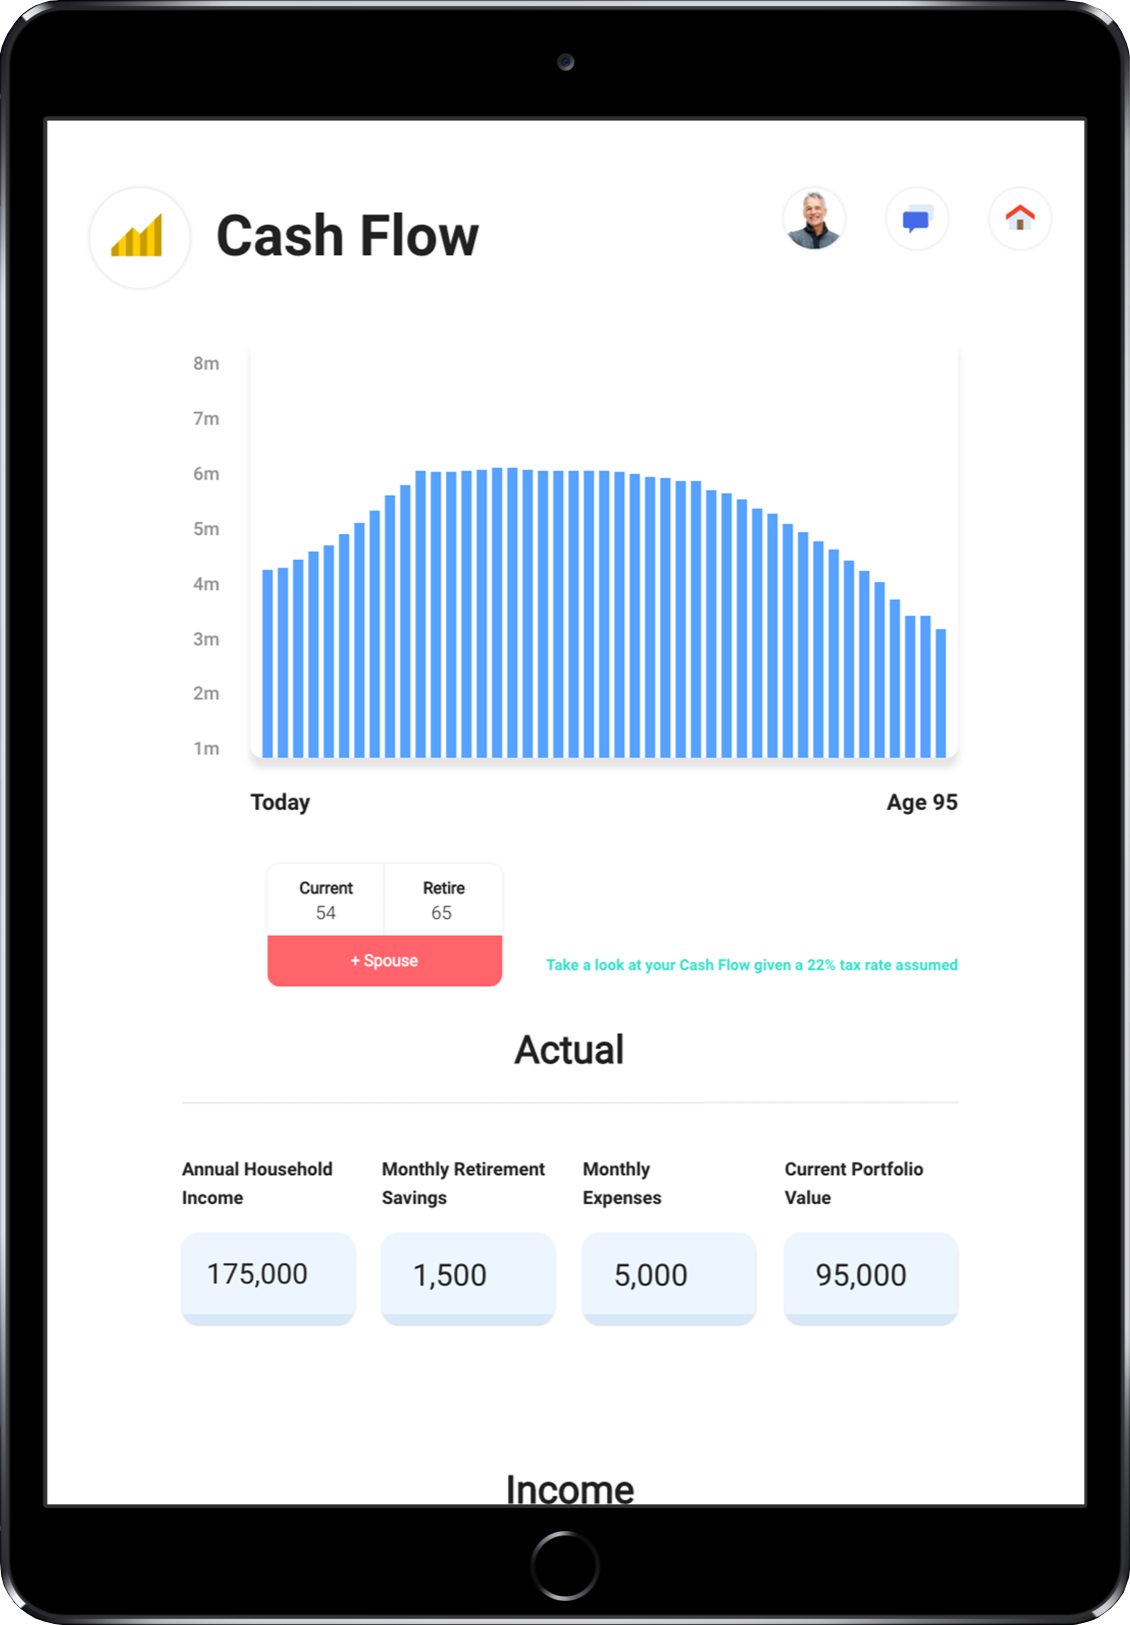 Cash Flow
8m
7m
6m
5m
4m
3m
2m
1m
Today
Age 95
Current
Retire
54
65
+ Spouse
Take a look at your Cash Flow given a 22% tax rate assumed
Actual
Annual Household
Income
Monthly Retirement
Savings
Monthly
Expenses
Current Portfolio
Value
175,000
1,500
5,000
95,000
Income